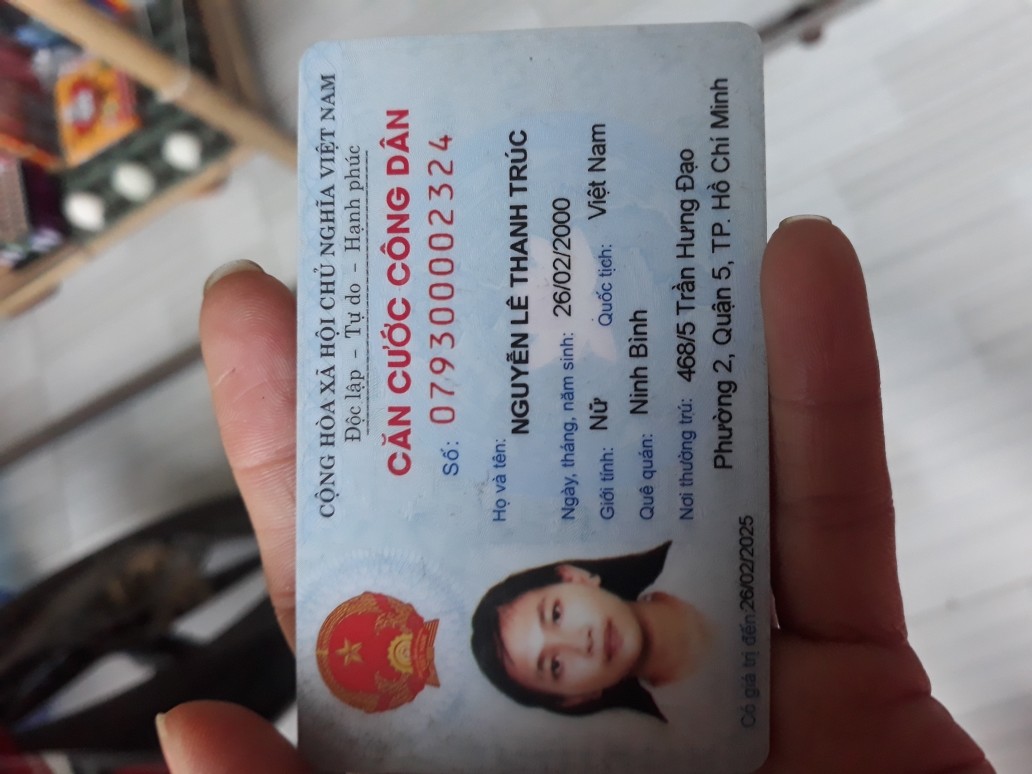 CỘNG HÒA XÃ HỘI CHỦ NGHĨA VIỆT NAM
Độc lập - Tự do - Hạnh phúc
CĂN CƯỚC CÔNG DÂN
Số: 079300002324
Họ và tên:
NGUYỄN LÊ THANH TRÚC
Ngày, tháng, năm sinh: 26/02/2000
Giới tính: Nữ Quốc tịch: Việt Nam
Quê quán: Ninh Bình
Nơi thường trú: 468/5 Trần Hưng Đạo
Phường 2, Quận 5, TP. Hồ Chí Minh
Có giá trị đến: 26/02/2025